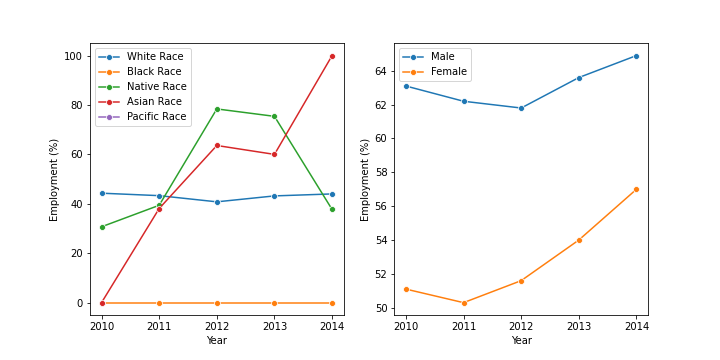 White Race
Black Race
Native Race
Asian Race
Pacific Race
Employment (%)
100
80
60
40
20
0
2010 2011 2012 2013 2014
Year
Male
Female
Employment (%)
64
62
60
58
56
54
52
50
2010 2011 2012 2013 2014
Year